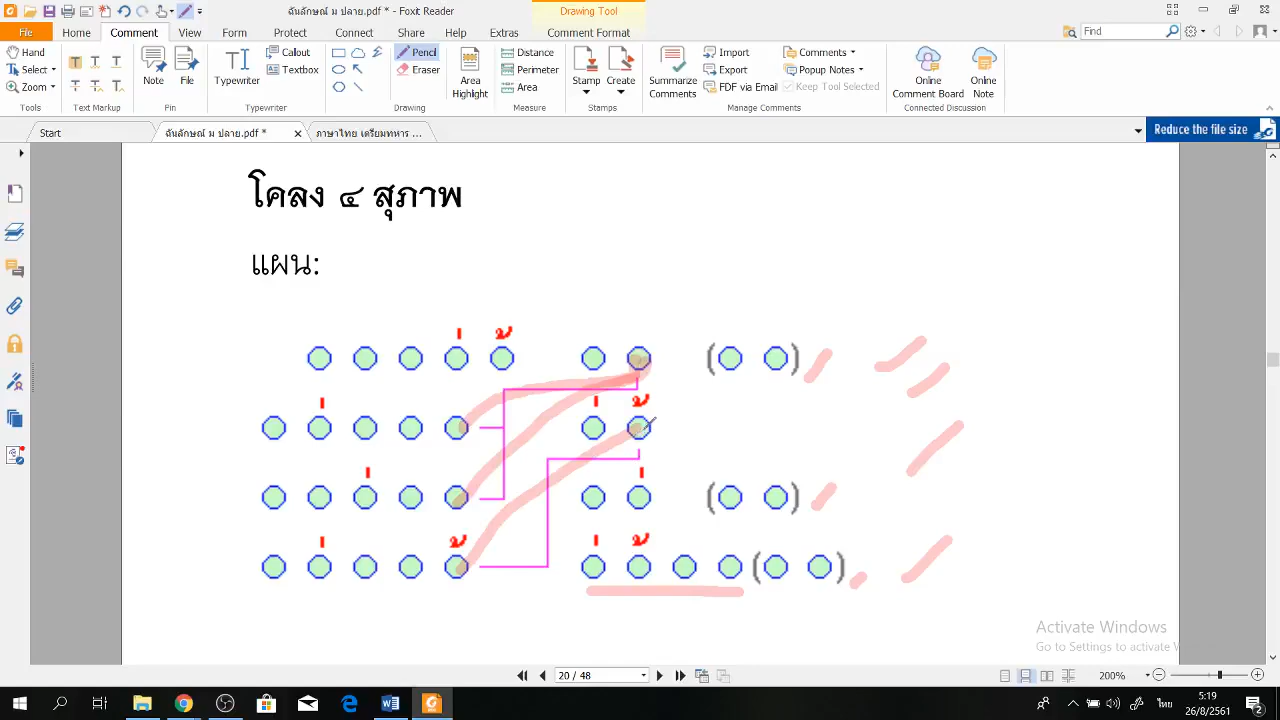 ฉันลักษณ์ ม ปลาย.pdf * - Foxit Reader
Drawing Tool
File Home Comment View Form Protect Connect Share Help Extras Comment Format
Find
Hand
Select
Zoom
Tools
T T T
T T T
Text Markup
Note
File
Pin
Typewriter
Callout
Textbox
Typewriter
Pencil
Eraser
Drawing
Area Highlight
Distance
Perimeter
Area
Measure
Stamp
Create
Stamps
Summarize Comments
Import
Export
FDF via Email
Comments
Popup Notes
Keep Tool Selected
Manage Comments
Online Comment Board
Online Note
Connected Discussion
Start
ฉันลักษณ์ ม ปลาย.pdf *
ภาษาไทย เตรียมทหาร ...
Reduce the file size
โคลง ๔ สุภาพ
แผน:
Activate Windows
Go to Settings to activate W
20 / 48
200%
ไทย
5:19
26/8/2561
2